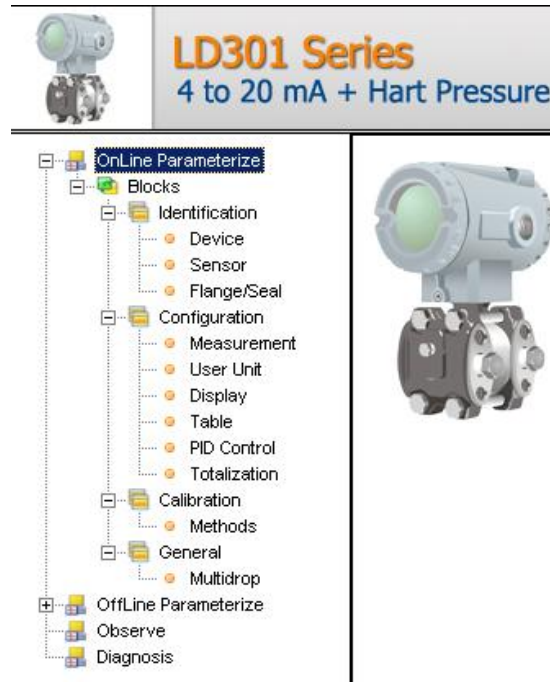 LD301 Series
4 to 20 mA + Hart Pressure
OnLine Parameterize
Blocks
Identification
Device
Sensor
Flange/Seal
Configuration
Measurement
User Unit
Display
Table
PID Control
Totalization
Calibration
Methods
General
Multidrop
OffLine Parameterize
Observe
Diagnosis